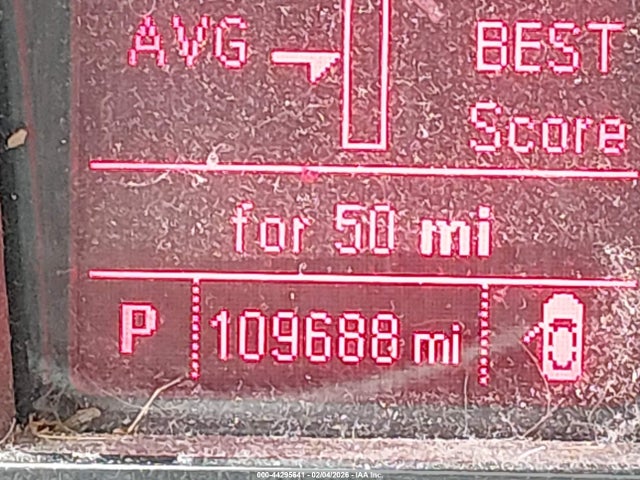 AVG BEST
Score
for 50 mi
P 109688 mi
000-44295641 - 02/04/2026 - IAA Inc.